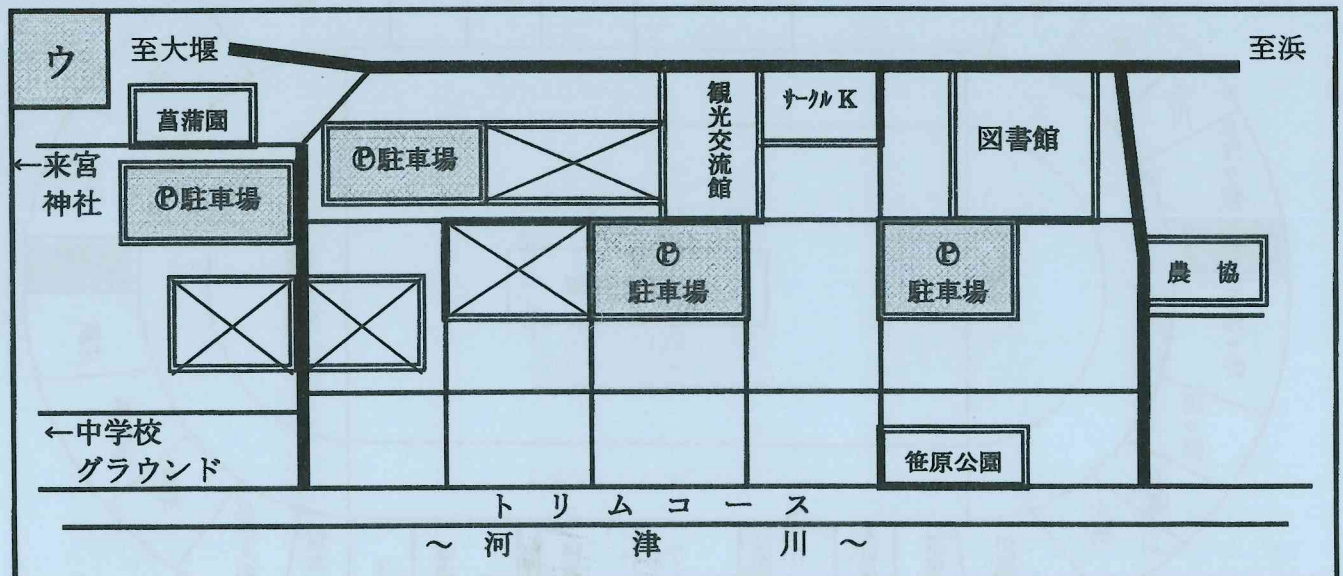 ウ
至大堰
至浜
菖蒲園
観光交流館
サークルK
図書館
←来宮
神社
Ⓟ駐車場
Ⓟ駐車場
Ⓟ
駐車場
Ⓟ
駐車場
農 協
←中学校
グラウンド
笹原公園
トリムコース
～河津川～